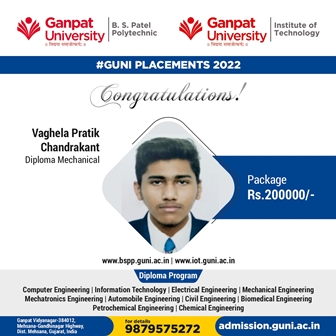 Ganpat
University
B. S. Patel
Polytechnic
Ganpat
University
Institute of
Technology
#GUNI PLACEMENTS 2022
Congratulations!
Vaghela Pratik
Chandrakant
Diploma Mechanical
Package
Rs.200000/-
www.bspp.guni.ac.in | www.iot.guni.ac.in
Diploma Program
Computer Engineering | Information Technology | Electrical Engineering | Mechanical Engineering
Mechatronics Engineering | Automobile Engineering | Civil Engineering | Biomedical Engineering
Petrochemical Engineering | Chemical Engineering
Ganpat Vidyanagar-384012,
Mehsana-Gandhinagar Highway,
Dist. Mehsana, Gujarat, India
for details
9879575272
admission.guni.ac.in